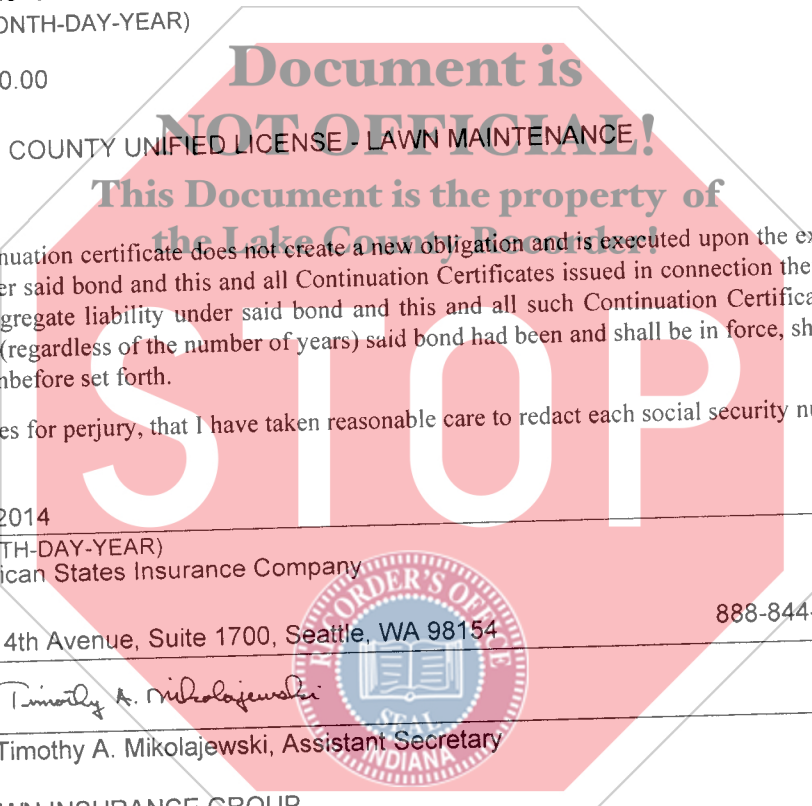 ONTH-DAY-YEAR)
Document is
0.00
NOT OFFICIAL!
COUNTY UNIFIED LICENSE - LAWN MAINTENANCE
This Document is the property of
the Lake County Recorder!
nuation certificate does not create a new obligation and is executed upon the ex
er said bond and this and all Continuation Certificates issued in connection the
gregate liability under said bond and this and all such Continuation Certifica
(regardless of the number of years) said bond had been and shall be in force, sh
nbefore set forth.
es for perjury, that I have taken reasonable care to redact each social security nu
STOP
2014
TH-DAY-YEAR)
ican States Insurance Company
888-844-
4th Avenue, Suite 1700, Seattle, WA 98154
RECORDER'S OFFICE
SEAL
INDIANA
Timothy A. Mikolajewski
Timothy A. Mikolajewski, Assistant Secretary
WN INSURANCE GROUP